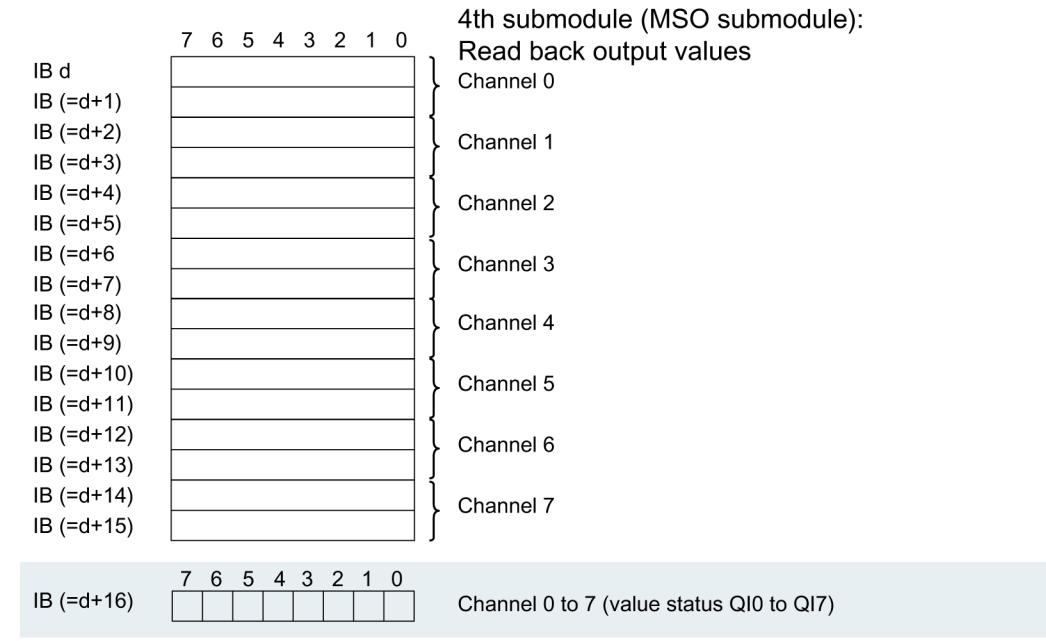 4th submodule (MSO submodule):
7 6 5 4 3 2 1 0
Read back output values
IB d
Channel 0
IB (=d+1)
IB (=d+2)
Channel 1
IB (=d+3)
IB (=d+4)
Channel 2
IB (=d+5)
IB (=d+6
Channel 3
IB (=d+7)
IB (=d+8)
Channel 4
IB (=d+9)
IB (=d+10)
Channel 5
IB (=d+11)
IB (=d+12)
Channel 6
IB (=d+13)
IB (=d+14)
Channel 7
IB (=d+15)
7 6 5 4 3 2 1 0
IB (=d+16)
Channel 0 to 7 (value status QI0 to QI7)